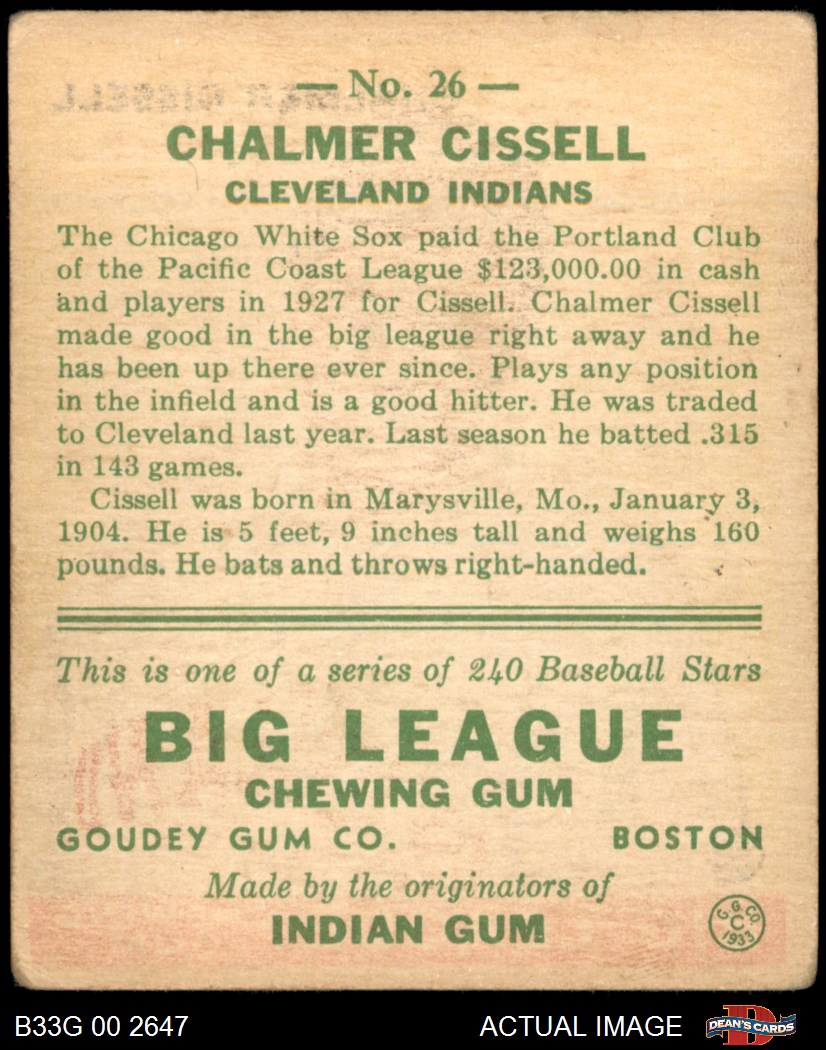 — No. 26 —
CHALMER CISSELL
CLEVELAND INDIANS
The Chicago White Sox paid the Portland Club
of the Pacific Coast League $123,000.00 in cash
and players in 1927 for Cissell. Chalmer Cissell
made good in the big league right away and he
has been up there ever since. Plays any position
in the infield and is a good hitter. He was traded
to Cleveland last year. Last season he batted .315
in 143 games.
Cissell was born in Marysville, Mo., January 3,
1904. He is 5 feet, 9 inches tall and weighs 160
pounds. He bats and throws right-handed.
This is one of a series of 240 Baseball Stars
BIG LEAGUE
CHEWING GUM
GOUDEY GUM CO. BOSTON
Made by the originators of
INDIAN GUM
G. G. CO.
C
1933
B33G 00 2647 ACTUAL IMAGE
D
DEAN'S CARDS